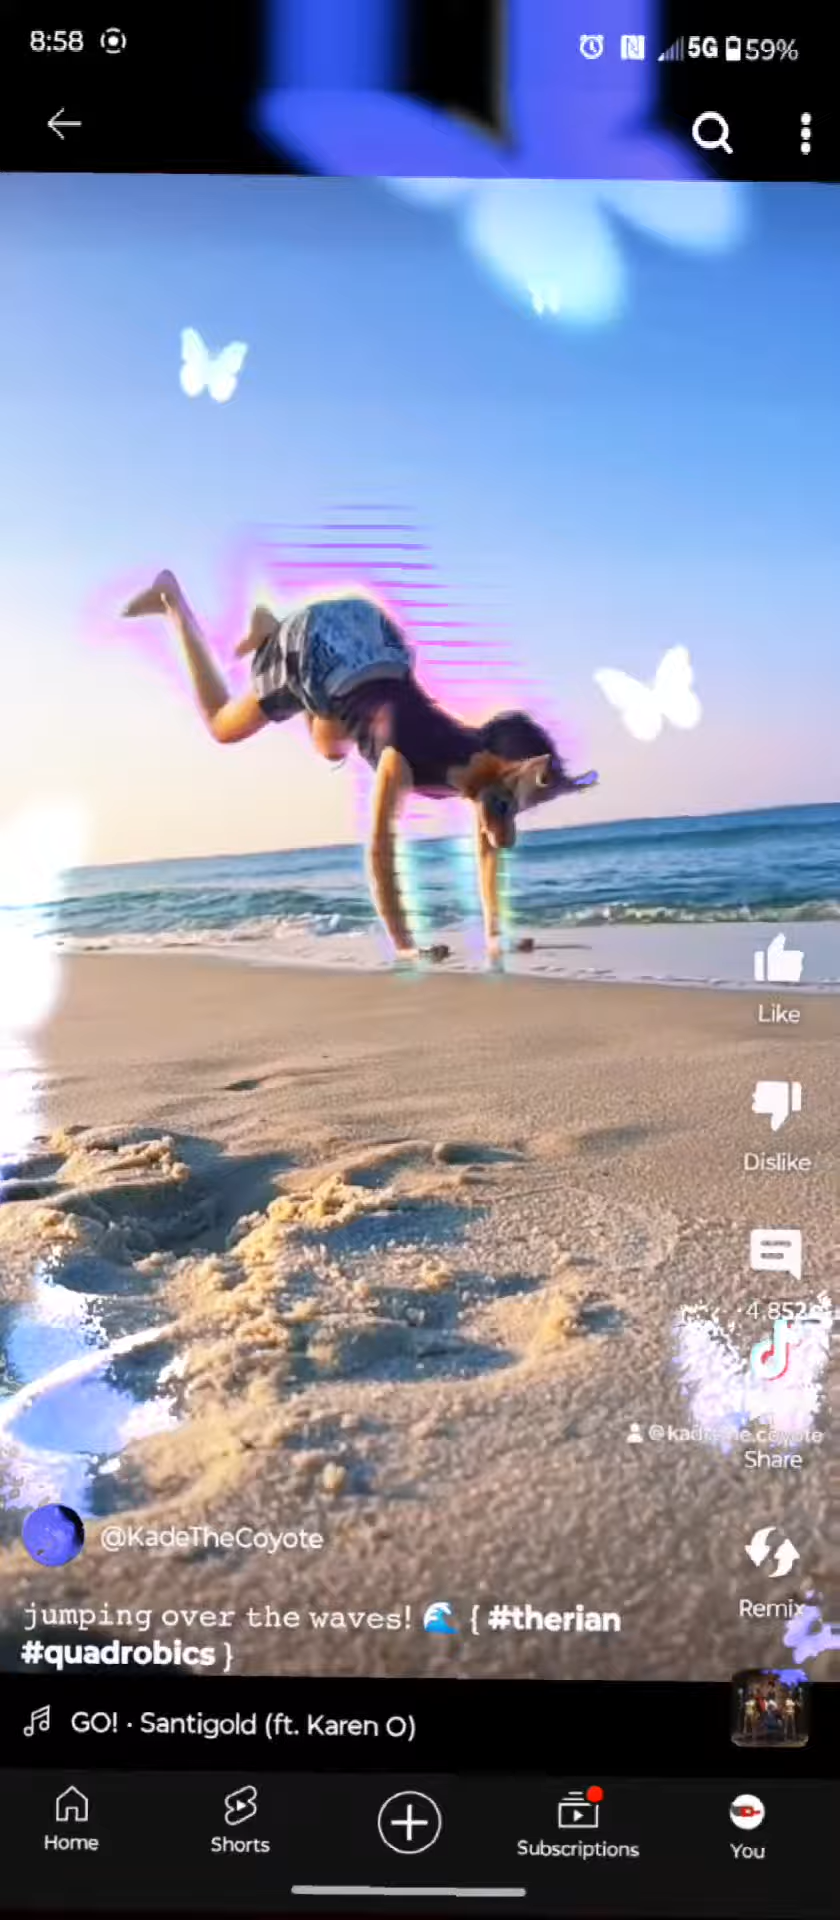 8:58
5G 59%
Like
Dislike
4,852
Share
@KadeTheCoyote
jumping over the waves! 🌊 { #therian
#quadrobics }
Remix
GO! · Santigold (ft. Karen O)
Home
Shorts
Subscriptions
You